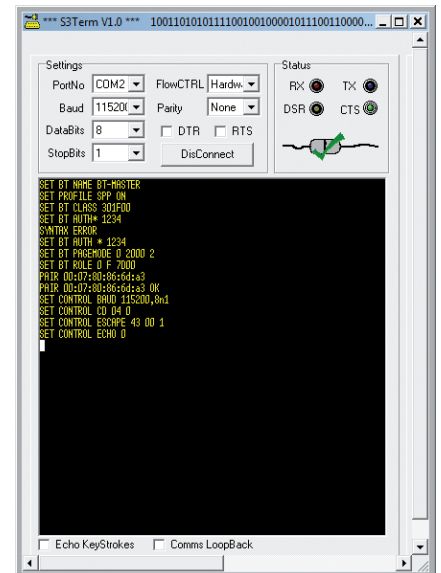 *** S3Term V1.0 *** 10011010101111001001000010111001100000...
Settings
Status
PortNo COM2 FlowCTRL Hardw.
RX TX
Baud 11520( Parity None
DSR CTS
DataBits 8 DTR RTS
StopBits 1 DisConnect
SET BT NAME BT-MASTER
SET PROFILE SPP ON
SET BT CLASS 301F00
SET BT AUTH* 1234
SYNTAX ERROR
SET BT AUTH * 1234
SET BT PAGEMODE 0 2000 2
SET BT ROLE 0 F 7D00
PAIR 00:07:80:86:6d:a3
PAIR 00:07:80:86:6d:a3 OK
SET CONTROL BAUD 115200,8n1
SET CONTROL CD 04 0
SET CONTROL ESCAPE 43 00 1
SET CONTROL ECHO 0
Echo KeyStrokes Comms LoopBack